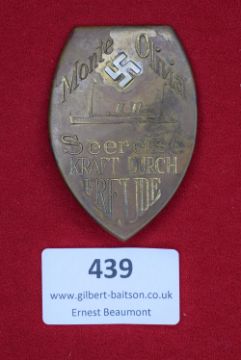 Monte Olivia
Seereise
KRAFT DURCH
FREUDE
439
www.gilbert-baitson.co.uk
Ernest Beaumont